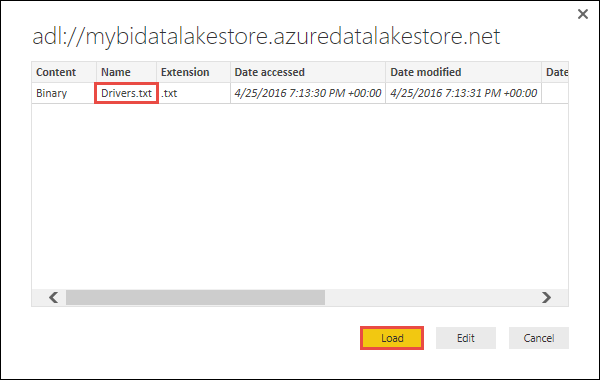 adl://mybidatalakestore.azuredatalakestore.net
Content Name Extension Date accessed Date modified Date
Binary Drivers.txt .txt 4/25/2016 7:13:30 PM +00:00 4/25/2016 7:13:31 PM +00:00
Load Edit Cancel